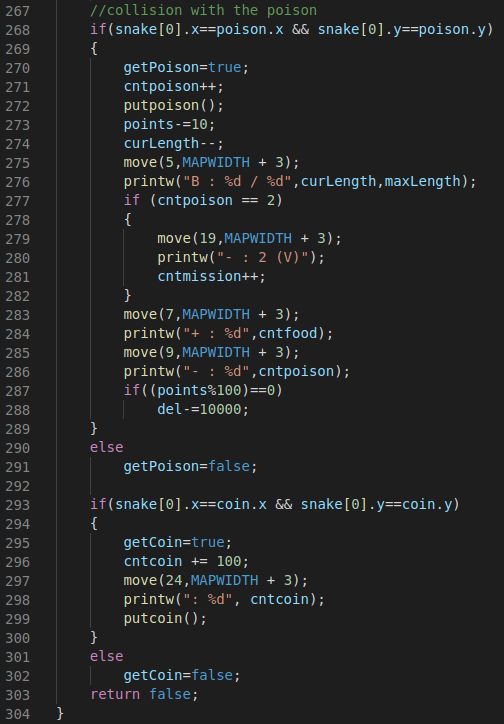 267 //collision with the poison
268 if(snake[0].x==poison.x && snake[0].y==poison.y)
269 {
270 getPoison=true;
271 cntpoison++;
272 putpoison();
273 points-=10;
274 curLength--;
275 move(5,MAPWIDTH + 3);
276 printw("B : %d / %d",curLength,maxLength);
277 if (cntpoison == 2)
278 {
279 move(19,MAPWIDTH + 3);
280 printw("- : 2 (V)");
281 cntmission++;
282 }
283 move(7,MAPWIDTH + 3);
284 printw("+ : %d",cntfood);
285 move(9,MAPWIDTH + 3);
286 printw("- : %d",cntpoison);
287 if((points%100)==0)
288 del-=10000;
289 }
290 else
291 getPoison=false;
292
293 if(snake[0].x==coin.x && snake[0].y==coin.y)
294 {
295 getCoin=true;
296 cntcoin += 100;
297 move(24,MAPWIDTH + 3);
298 printw(": %d", cntcoin);
299 putcoin();
300 }
301 else
302 getCoin=false;
303 return false;
304 }